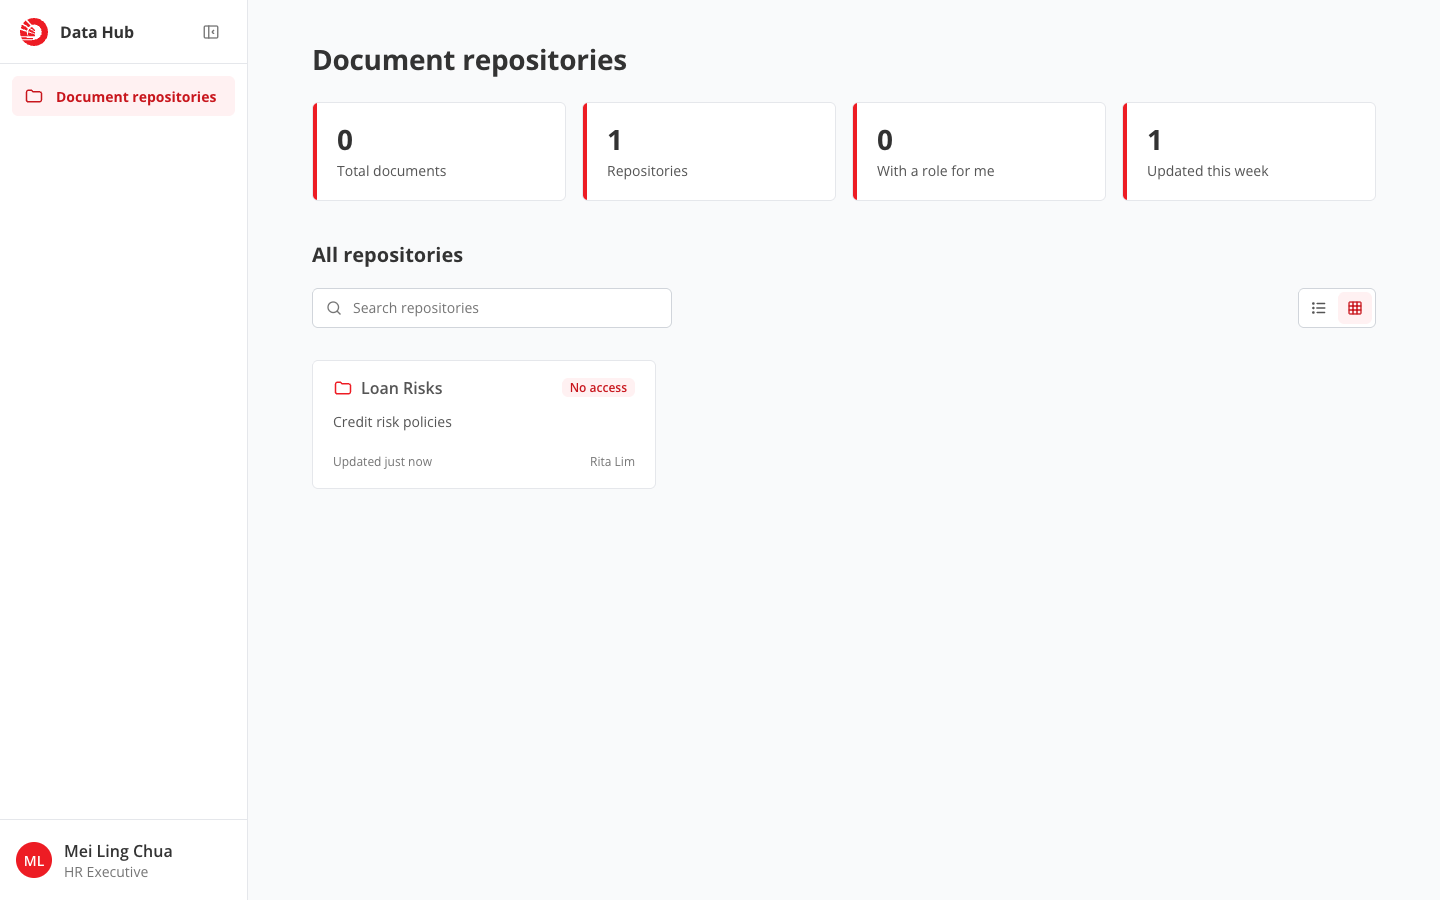 Data Hub
Document repositories
Document repositories
0
Total documents
1
Repositories
0
With a role for me
1
Updated this week
All repositories
Search repositories
Loan Risks
No access
Credit risk policies
Updated just now
Rita Lim
ML
Mei Ling Chua
HR Executive